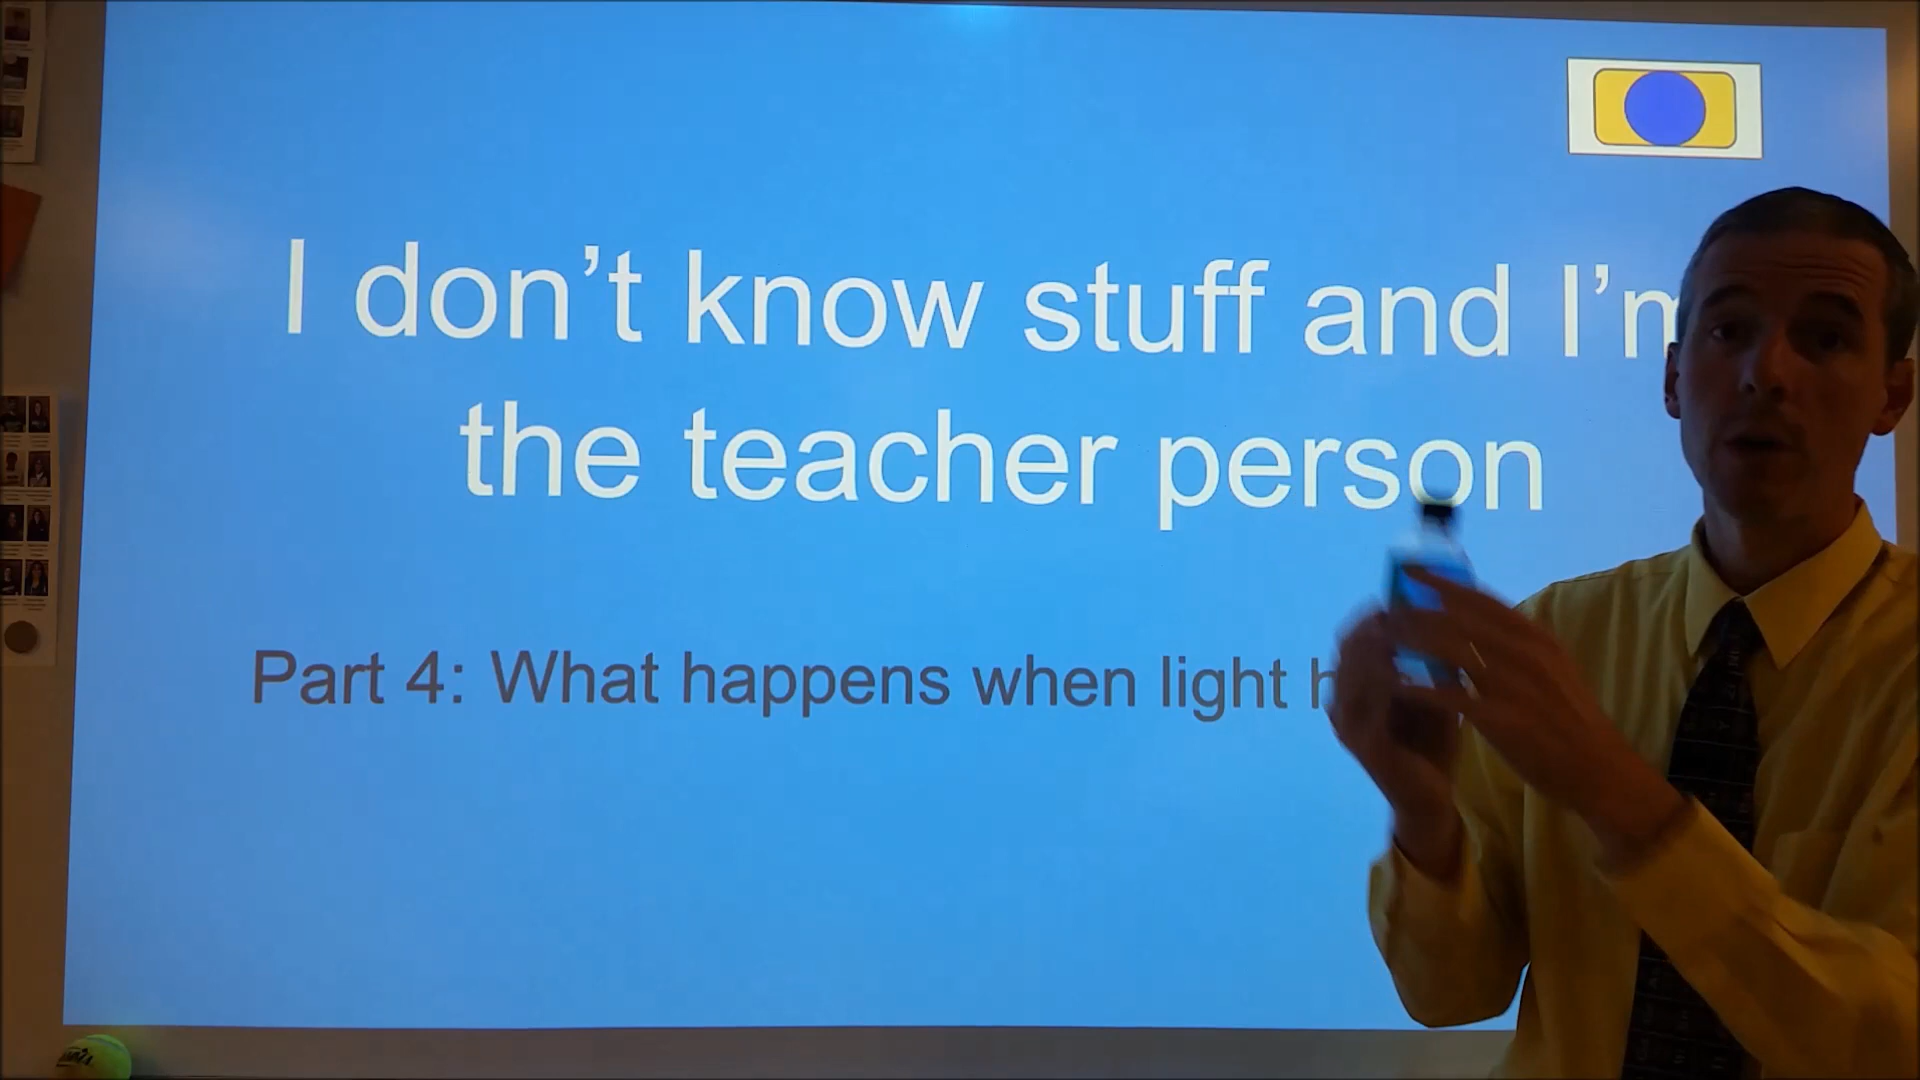 I don't know stuff and I'm
the teacher person
Part 4: What happens when light